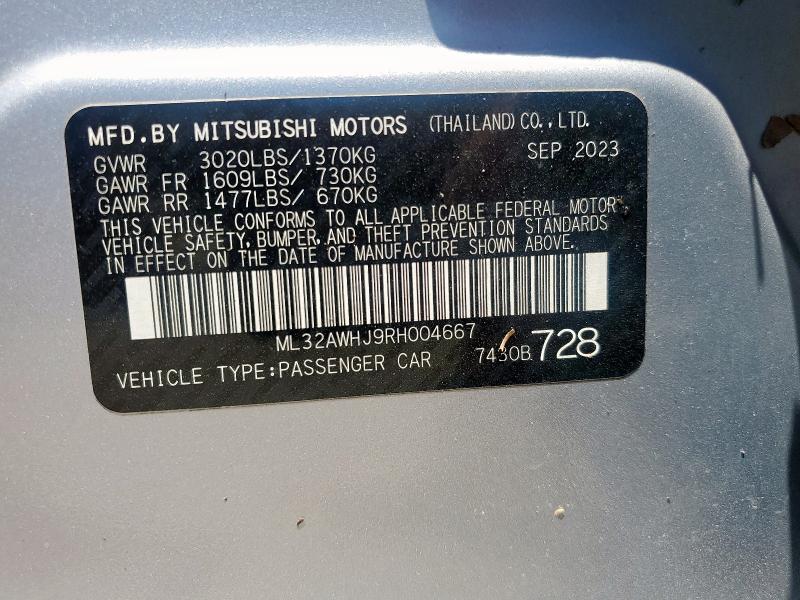 MFD.BY MITSUBISHI MOTORS (THAILAND)CO.,LTD.
GVWR 3020LBS/1370KG SEP 2023
GAWR FR 1609LBS/ 730KG
GAWR RR 1477LBS/ 670KG
THIS VEHICLE CONFORMS TO ALL APPLICABLE FEDERAL MOTOR
VEHICLE SAFETY, BUMPER, AND THEFT PREVENTION STANDARDS
IN EFFECT ON THE DATE OF MANUFACTURE SHOWN ABOVE.
ML32AWHJ9RH004667
VEHICLE TYPE:PASSENGER CAR 7430B 728